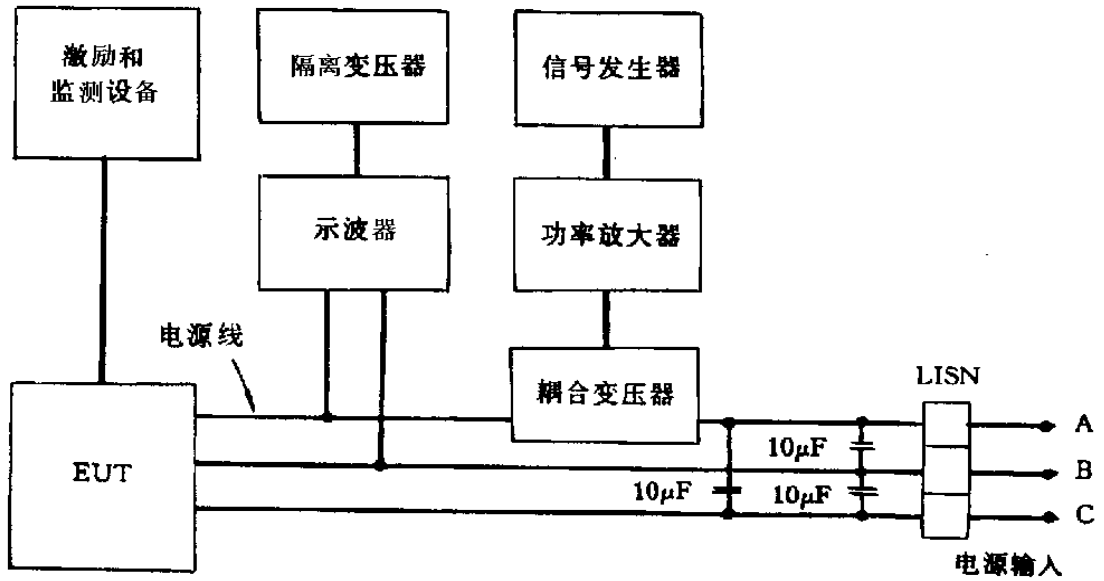 激励和
监测设备
隔离变压器
信号发生器
示波器
功率放大器
电源线
耦合变压器
LISN
A
10μF
EUT
B
10μF
10μF
C
电源输入